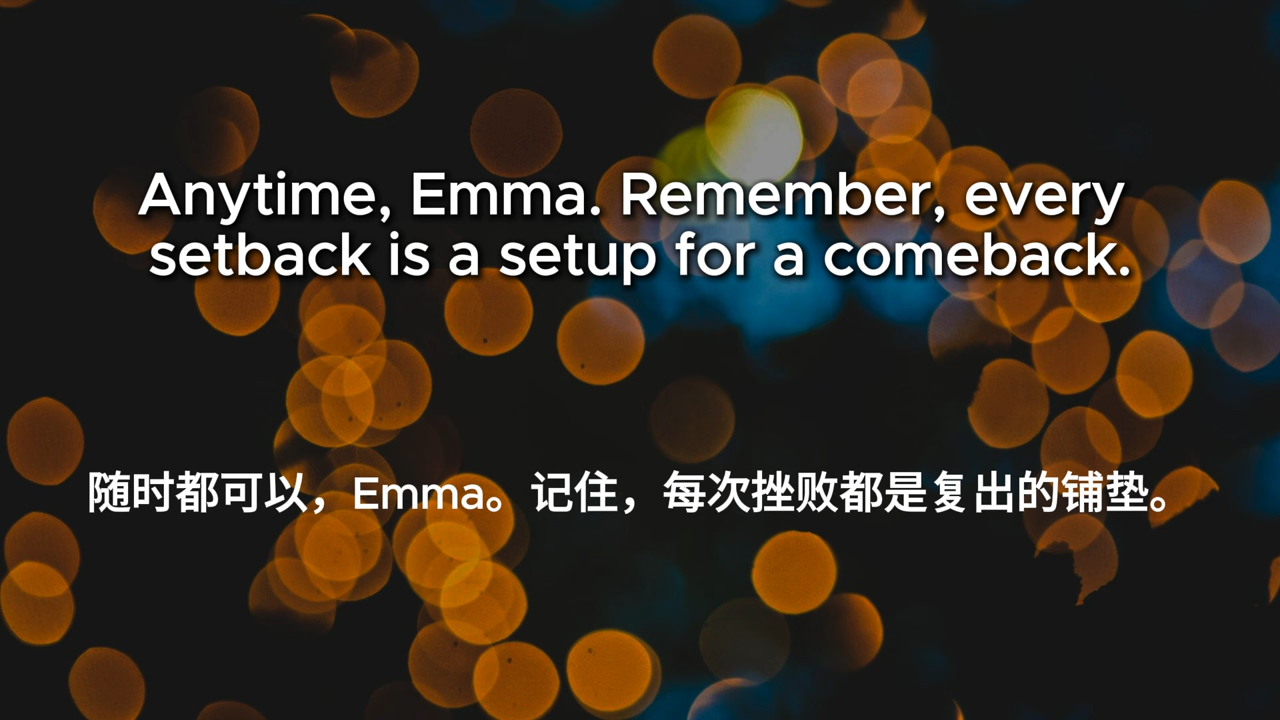 Anytime, Emma. Remember, every
setback is a setup for a comeback.
随时都可以，Emma。记住，每次挫败都是复出的铺垫。